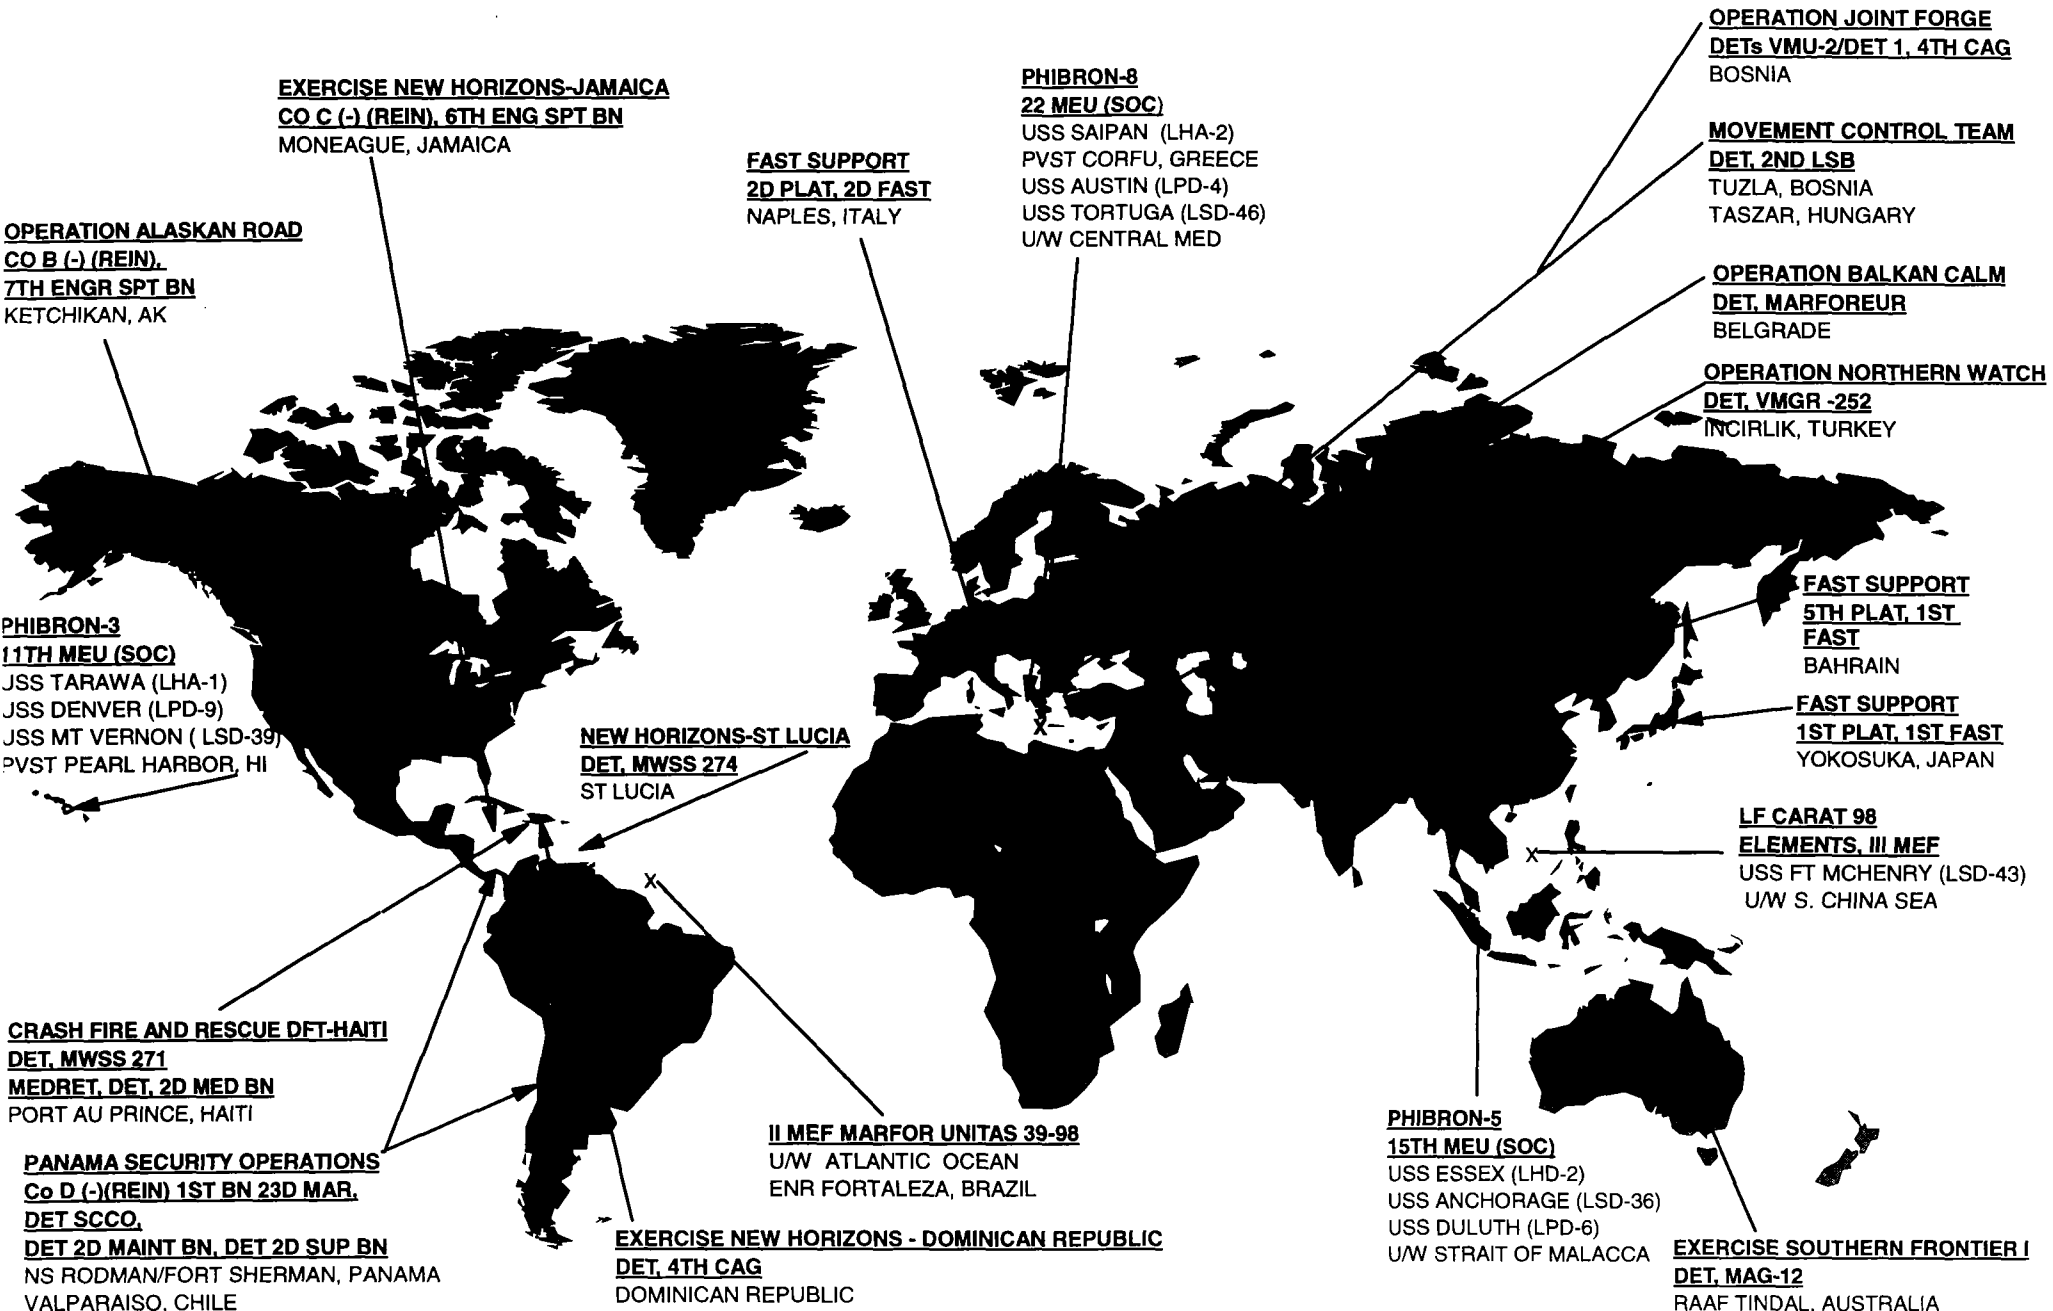 OPERATION JOINT FORGE
DETs VMU-2/DET 1, 4TH CAG
BOSNIA
EXERCISE NEW HORIZONS-JAMAICA
CO C (-) (REIN), 6TH ENG SPT BN
MONEAGUE, JAMAICA
PHIBRON-8
22 MEU (SOC)
USS SAIPAN (LHA-2)
PVST CORFU, GREECE
USS AUSTIN (LPD-4)
USS TORTUGA (LSD-46)
U/W CENTRAL MED
MOVEMENT CONTROL TEAM
DET, 2ND LSB
TUZLA, BOSNIA
TASZAR, HUNGARY
FAST SUPPORT
2D PLAT, 2D FAST
NAPLES, ITALY
OPERATION ALASKAN ROAD
CO B (-) (REIN),
7TH ENGR SPT BN
KETCHIKAN, AK
OPERATION BALKAN CALM
DET, MARFOREUR
BELGRADE
OPERATION NORTHERN WATCH
DET, VMGR -252
INCIRLIK, TURKEY
FAST SUPPORT
5TH PLAT, 1ST
FAST
BAHRAIN
PHIBRON-3
11TH MEU (SOC)
JSS TARAWA (LHA-1)
JSS DENVER (LPD-9)
JSS MT VERNON ( LSD-39)
PVST PEARL HARBOR, HI
FAST SUPPORT
1ST PLAT, 1ST FAST
YOKOSUKA, JAPAN
NEW HORIZONS-ST LUCIA
DET, MWSS 274
ST LUCIA
X
LF CARAT 98
ELEMENTS, III MEF
USS FT MCHENRY (LSD-43)
U/W S. CHINA SEA
X
X
CRASH FIRE AND RESCUE DFT-HAITI
DET, MWSS 271
MEDRET, DET, 2D MED BN
PORT AU PRINCE, HAITI
PANAMA SECURITY OPERATIONS
Co D (-)(REIN) 1ST BN 23D MAR,
DET SCCO,
DET 2D MAINT BN, DET 2D SUP BN
NS RODMAN/FORT SHERMAN, PANAMA
VALPARAISO, CHILE
II MEF MARFOR UNITAS 39-98
U/W ATLANTIC OCEAN
ENR FORTALEZA, BRAZIL
EXERCISE NEW HORIZONS - DOMINICAN REPUBLIC
DET, 4TH CAG
DOMINICAN REPUBLIC
PHIBRON-5
15TH MEU (SOC)
USS ESSEX (LHD-2)
USS ANCHORAGE (LSD-36)
USS DULUTH (LPD-6)
U/W STRAIT OF MALACCA
EXERCISE SOUTHERN FRONTIER I
DET, MAG-12
RAAF TINDAL, AUSTRALIA